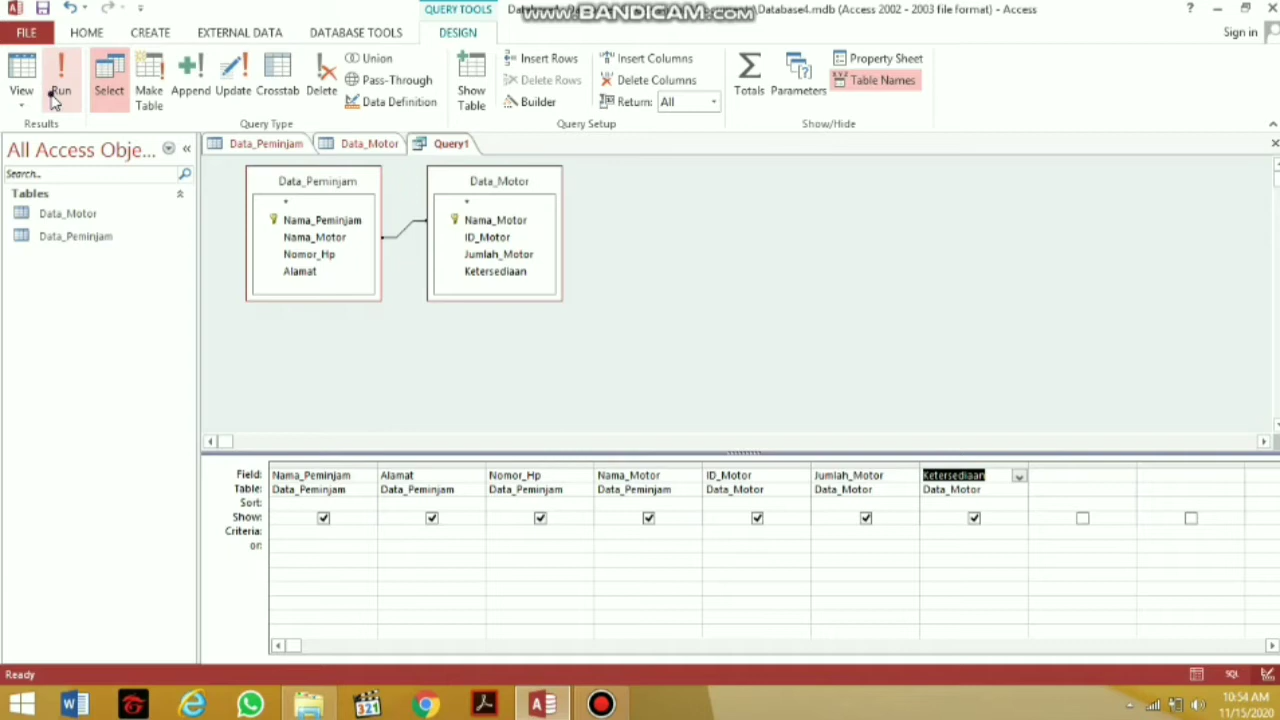 QUERY TOOLS
www.BANDICAM.com
\Database4.mdb (Access 2002 - 2003 file format) - Access
FILE HOME CREATE EXTERNAL DATA DATABASE TOOLS DESIGN Sign in
View Run Select Make Table Append Update Crosstab Delete
Union
Pass-Through
Data Definition
Show Table
Insert Rows
Delete Rows
Builder
Insert Columns
Delete Columns
Return: All
Totals Parameters
Property Sheet
Table Names
Results Query Type Query Setup Show/Hide
All Access Obje...
Search...
Tables
Data_Motor
Data_Peminjam
Data_Peminjam Data_Motor Query1
Data_Peminjam
*
Nama_Peminjam
Nama_Motor
Nomor_Hp
Alamat
Data_Motor
*
Nama_Motor
ID_Motor
Jumlah_Motor
Ketersediaan
Field: Nama_Peminjam Alamat Nomor_Hp Nama_Motor ID_Motor Jumlah_Motor Ketersediaan
Table: Data_Peminjam Data_Peminjam Data_Peminjam Data_Peminjam Data_Motor Data_Motor Data_Motor
Sort:
Show:
Criteria:
or:
Ready SQL
321
10:54 AM
11/15/2020